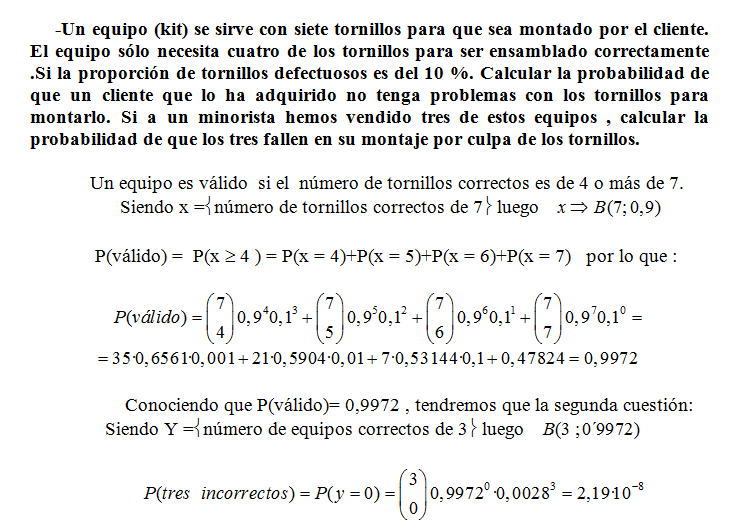 -Un equipo (kit) se sirve con siete tornillos para que sea montado por el cliente.
El equipo sólo necesita cuatro de los tornillos para ser ensamblado correctamente
.Si la proporción de tornillos defectuosos es del 10 %. Calcular la probabilidad de
que un cliente que lo ha adquirido no tenga problemas con los tornillos para
montarlo. Si a un minorista hemos vendido tres de estos equipos , calcular la
probabilidad de que los tres fallen en su montaje por culpa de los tornillos.
Un equipo es válido si el número de tornillos correctos es de 4 o más de 7.
Siendo x ={número de tornillos correctos de 7} luego x ⇒ B(7; 0,9)
P(válido) = P(x ≥ 4 ) = P(x = 4)+P(x = 5)+P(x = 6)+P(x = 7) por lo que :
P(válido) = (7 4) 0,9⁴0,1³ + (7 5) 0,9⁵0,1² + (7 6) 0,9⁶0,1¹ + (7 7) 0,9⁷0,1⁰ =
= 35·0,6561·0,001 + 21·0,5904·0,01 + 7·0,53144·0,1 + 0,47824 = 0,9972
Conociendo que P(válido)= 0,9972 , tendremos que la segunda cuestión:
Siendo Y ={número de equipos correctos de 3} luego B(3 ;0´9972)
P(tres incorrectos) = P(y = 0) = (3 0) 0,9972⁰·0,0028³ = 2,19·10⁻⁸